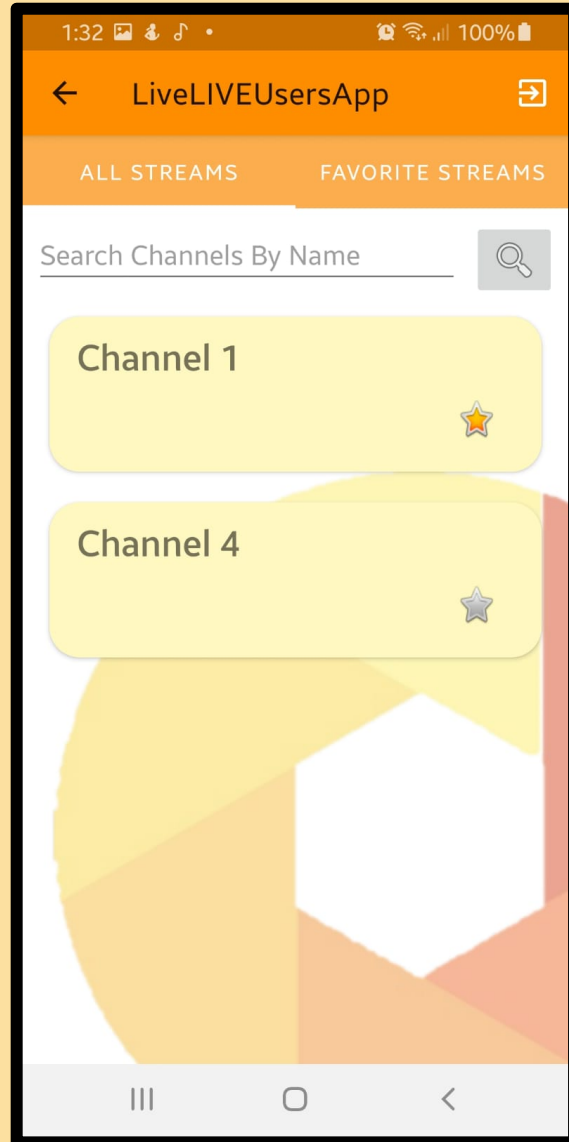 1:32 100%
LiveLIVEUsersApp
ALL STREAMS FAVORITE STREAMS
Search Channels By Name
Channel 1
Channel 4